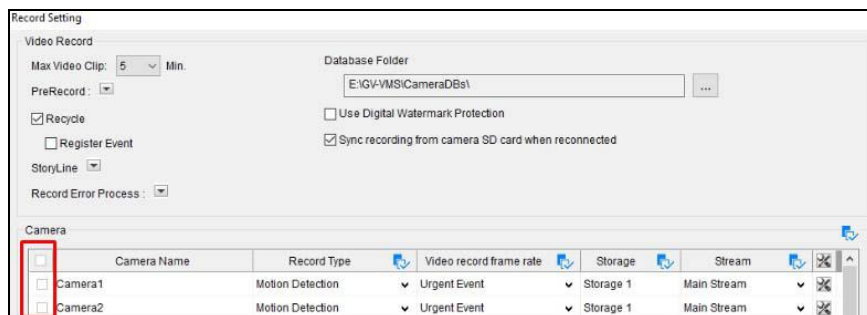 Record Setting
Video Record
Max Video Clip: 5 Min.
PreRecord :
Recycle
Register Event
StoryLine
Record Error Process :
Database Folder
E:\GV-VMS\CameraDBs\
...
Use Digital Watermark Protection
Sync recording from camera SD card when reconnected
Camera
Camera Name Record Type Video record frame rate Storage Stream
Camera1 Motion Detection Urgent Event Storage 1 Main Stream
Camera2 Motion Detection Urgent Event Storage 1 Main Stream